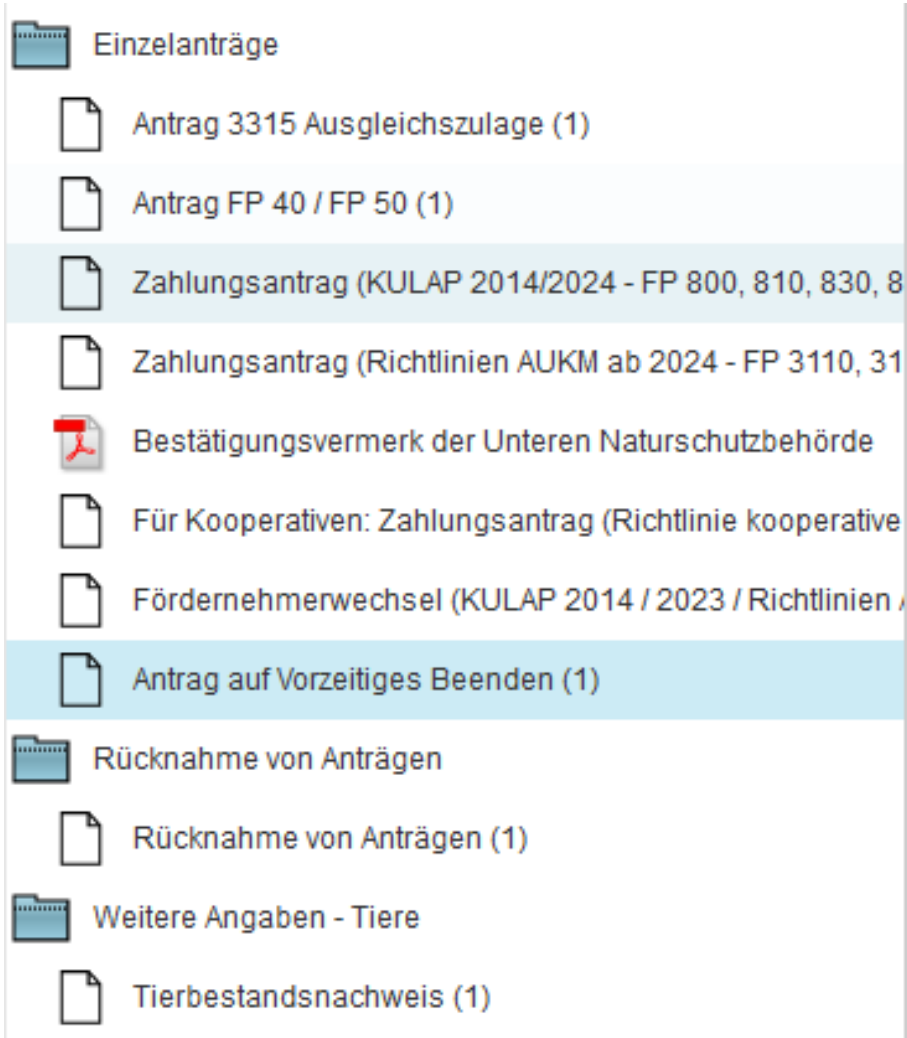 Einzelanträge
Antrag 3315 Ausgleichszulage (1)
Antrag FP 40 / FP 50 (1)
Zahlungsantrag (KULAP 2014/2024 - FP 800, 810, 830, 8
Zahlungsantrag (Richtlinien AUKM ab 2024 - FP 3110, 31
Bestätigungsvermerk der Unteren Naturschutzbehörde
Für Kooperativen: Zahlungsantrag (Richtlinie kooperative
Fördernehmerwechsel (KULAP 2014 / 2023 / Richtlinien
Antrag auf Vorzeitiges Beenden (1)
Rücknahme von Anträgen
Rücknahme von Anträgen (1)
Weitere Angaben - Tiere
Tierbestandsnachweis (1)